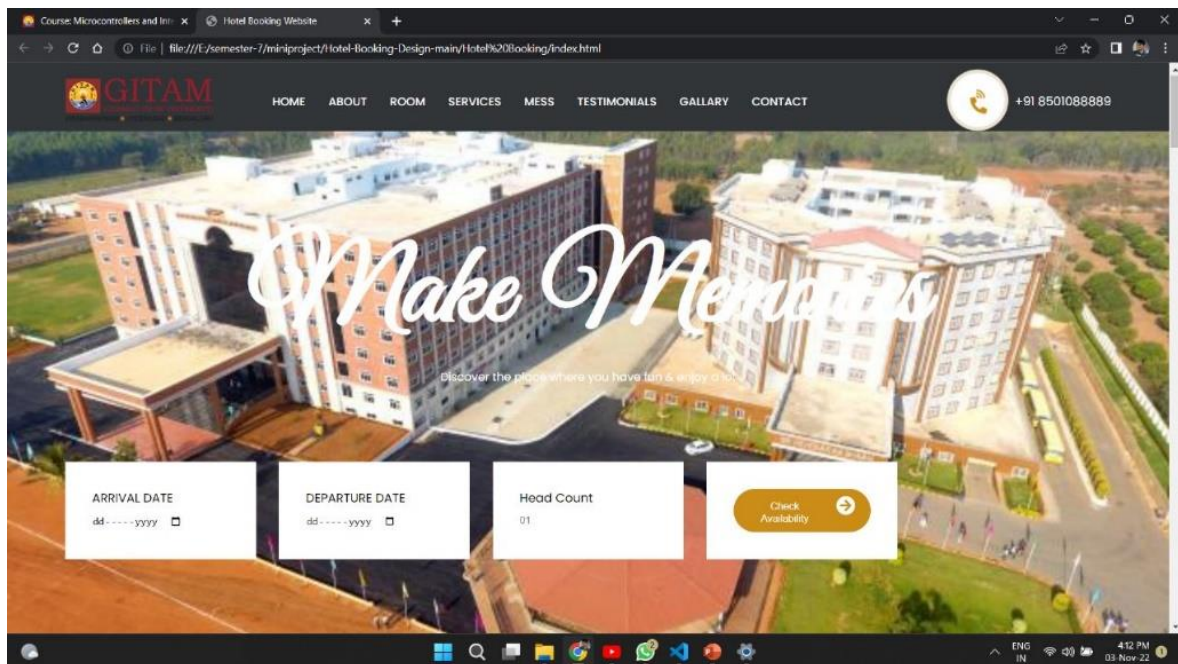 Course: Microcontrollers and Int
Hotel Booking Website
File | file:///E:/semester-7/miniproject/Hotel-Booking-Design-main/Hotel%20Booking/index.html
GITAM
HOME ABOUT ROOM SERVICES MESS TESTIMONIALS GALLARY CONTACT
+91 8501088889
Make Memories
Discover the place where you have fun & enjoy a lot
ARRIVAL DATE
dd-----yyyy
DEPARTURE DATE
dd-----yyyy
Head Count
01
Check
Availability
ENG
IN
4:12 PM
03-Nov-22